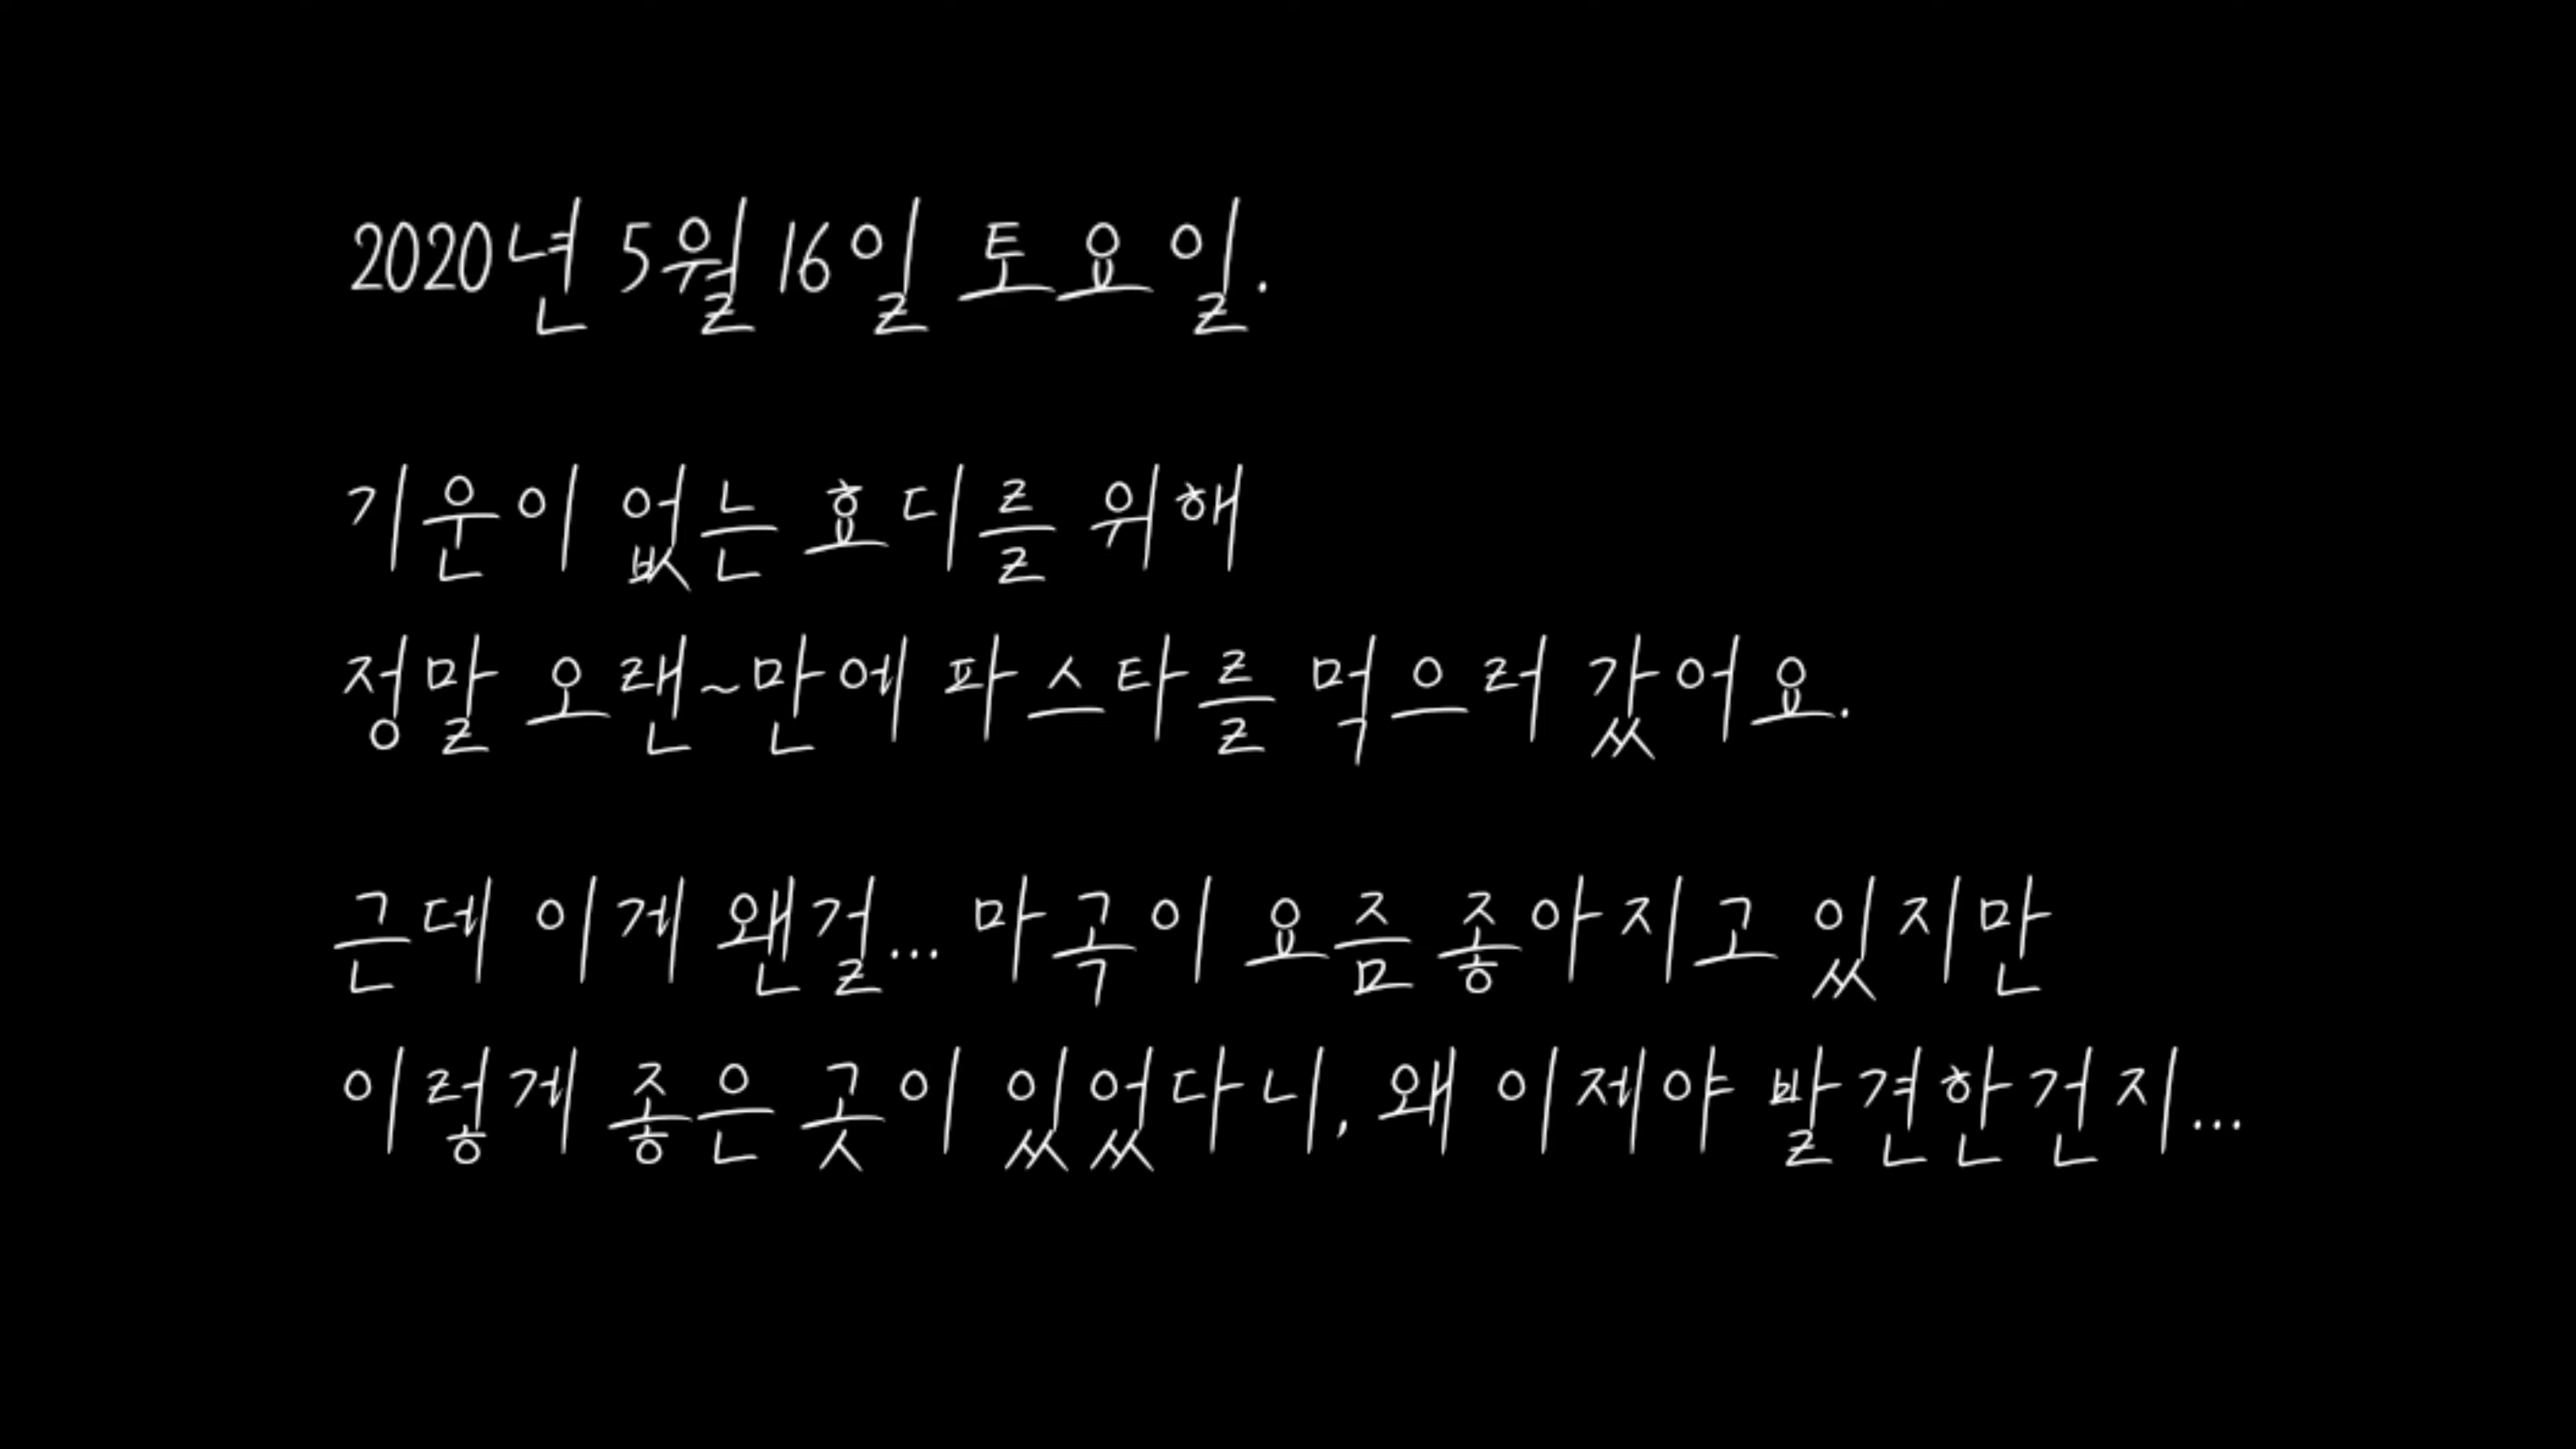 2020년 5월 16일 토요일.
기운이 없는 효디를 위해
정말 오랜~만에 파스타를 먹으러 갔어요.
근데 이게 왠걸... 마곡이 요즘 좋아지고 있지만
이렇게 좋은 곳이 있었다니, 왜 이제야 발견한건지...